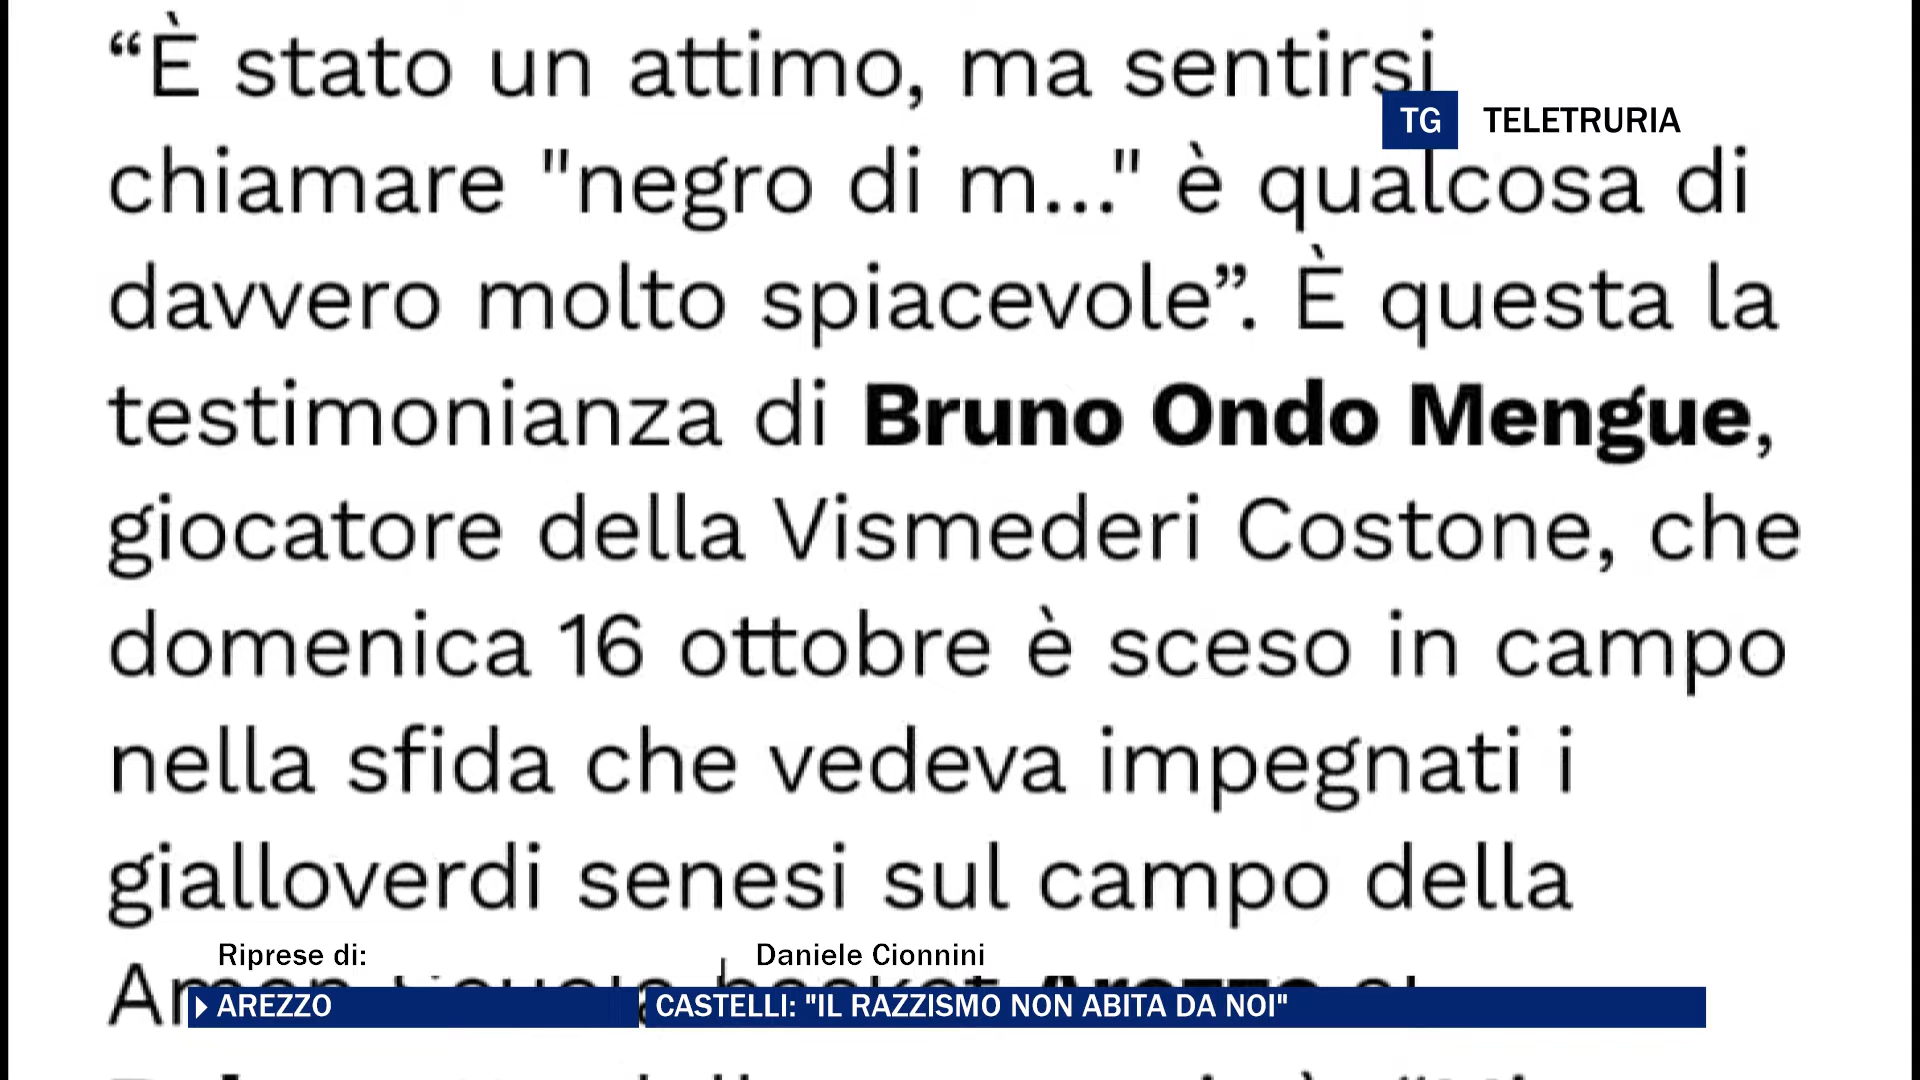 “È stato un attimo, ma sentirsi
TG TELETRURIA
chiamare "negro di m..." è qualcosa di
davvero molto spiacevole”. È questa la
testimonianza di Bruno Ondo Mengue,
giocatore della Vismederi Costone, che
domenica 16 ottobre è sceso in campo
nella sfida che vedeva impegnati i
gialloverdi senesi sul campo della
Riprese di: Daniele Cionnini
AREZZO CASTELLI: "IL RAZZISMO NON ABITA DA NOI"